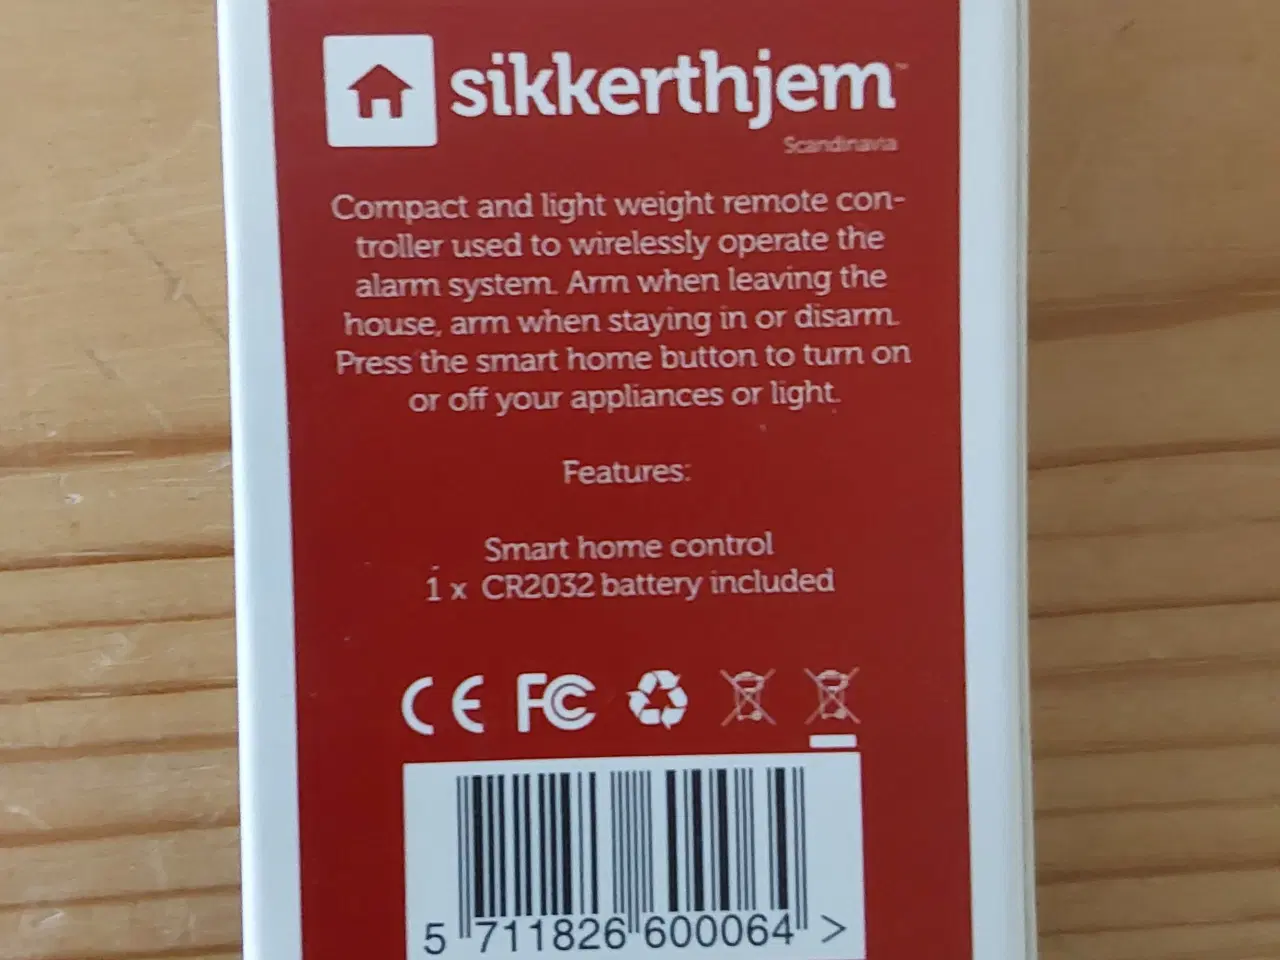 sikkerthjem™
Scandinavia
Compact and light weight remote con-
troller used to wirelessly operate the
alarm system. Arm when leaving the
house, arm when staying in or disarm.
Press the smart home button to turn on
or off your appliances or light.
Features:
Smart home control
1 x CR2032 battery included
CE FC
5 711826 600064 >